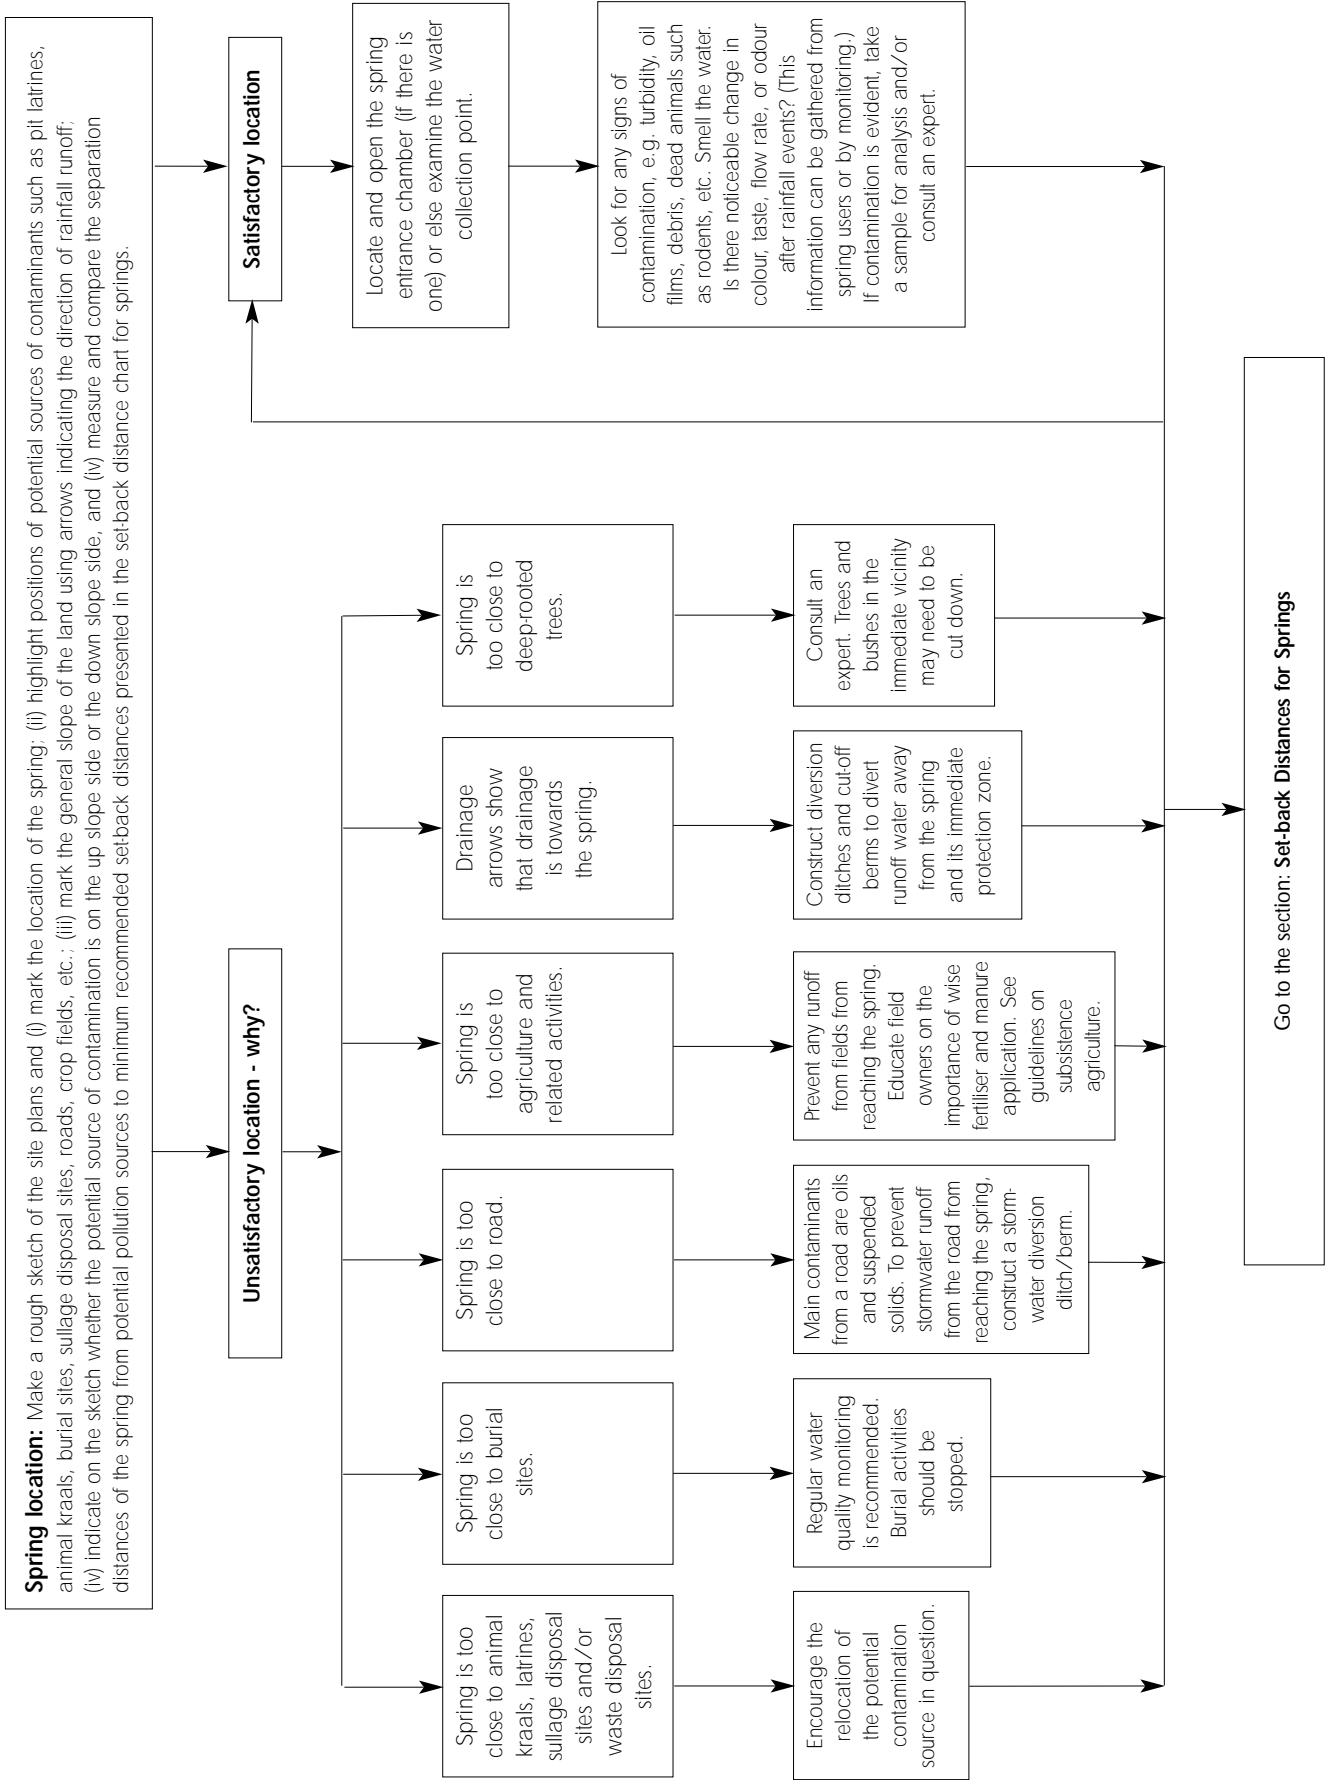 Spring location: Make a rough sketch of the site plans and (i) mark the location of the spring; (ii) highlight positions of potential sources of contaminants such as pit latrines,
animal kraals, burial sites, sullage disposal sites, roads, crop fields, etc.; (iii) mark the general slope of the land using arrows indicating the direction of rainfall runoff;
(iv) indicate on the sketch whether the potential source of contamination is on the up slope side or the down slope side, and (iv) measure and compare the separation
distances of the spring from potential pollution sources to minimum recommended set-back distances presented in the set-back distance chart for springs.
Unsatisfactory location - why?
Satisfactory location
Spring is too
close to animal
kraals, latrines,
sullage disposal
sites and/or
waste disposal
sites.
Spring is too
close to burial
sites.
Spring is too
close to road.
Spring is
too close to
agriculture and
related activities.
Drainage
arrows show
that drainage
is towards
the spring.
Spring is
too close to
deep-rooted
trees.
Locate and open the spring
entrance chamber (if there is
one) or else examine the water
collection point.
Encourage the
relocation of
the potential
contamination
source in question.
Regular water
quality monitoring
is recommended.
Burial activities
should be
stopped.
Main contaminants
from a road are oils
and suspended
solids. To prevent
stormwater runoff
from the road from
reaching the spring,
construct a storm-
water diversion
ditch/berm.
Prevent any runoff
from fields from
reaching the spring.
Educate field
owners on the
importance of wise
fertiliser and manure
application. See
guidelines on
subsistence
agriculture.
Construct diversion
ditches and cut-off
berms to divert
runoff water away
from the spring
and its immediate
protection zone.
Consult an
expert. Trees and
bushes in the
immediate vicinity
may need to be
cut down.
Look for any signs of
contamination, e.g. turbidity, oil
films, debris, dead animals such
as rodents, etc. Smell the water.
Is there noticeable change in
colour, taste, flow rate, or odour
after rainfall events? (This
information can be gathered from
spring users or by monitoring.)
If contamination is evident, take
a sample for analysis and/or
consult an expert.
Go to the section: Set-back Distances for Springs